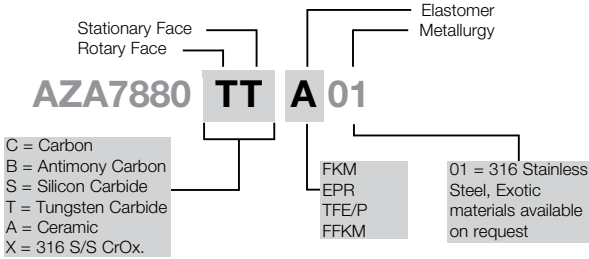 Elastomer
Stationary Face
Metallurgy
Rotary Face
AZA7880 TT A 01
C = Carbon
B = Antimony Carbon
S = Silicon Carbide
T = Tungsten Carbide
A = Ceramic
X = 316 S/S CrOx.
FKM
EPR
TFE/P
FFKM
01 = 316 Stainless
Steel, Exotic
materials available
on request